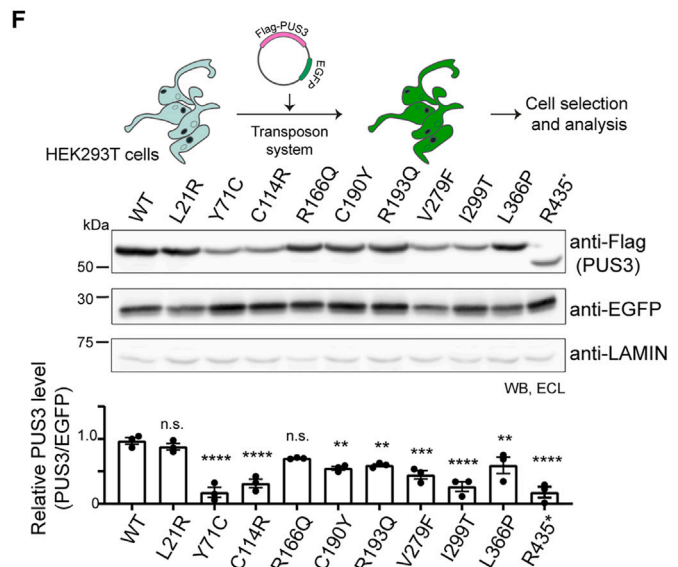 F
Flag-PUS3
EGFP
HEK293T cells
Transposon
system
Cell selection
and analysis
WT L21R Y71C C114R R166Q C190Y R193Q V279F I299T L366P R435*
kDa
50
anti-Flag
(PUS3)
30
anti-EGFP
75
anti-LAMIN
WB, ECL
Relative PUS3 level
(PUS3/EGFP)
1.0
0
n.s. **** **** n.s. ** ** *** **** ** ****
WT L21R Y71C C114R R166Q C190Y R193Q V279F I299T L366P R435*